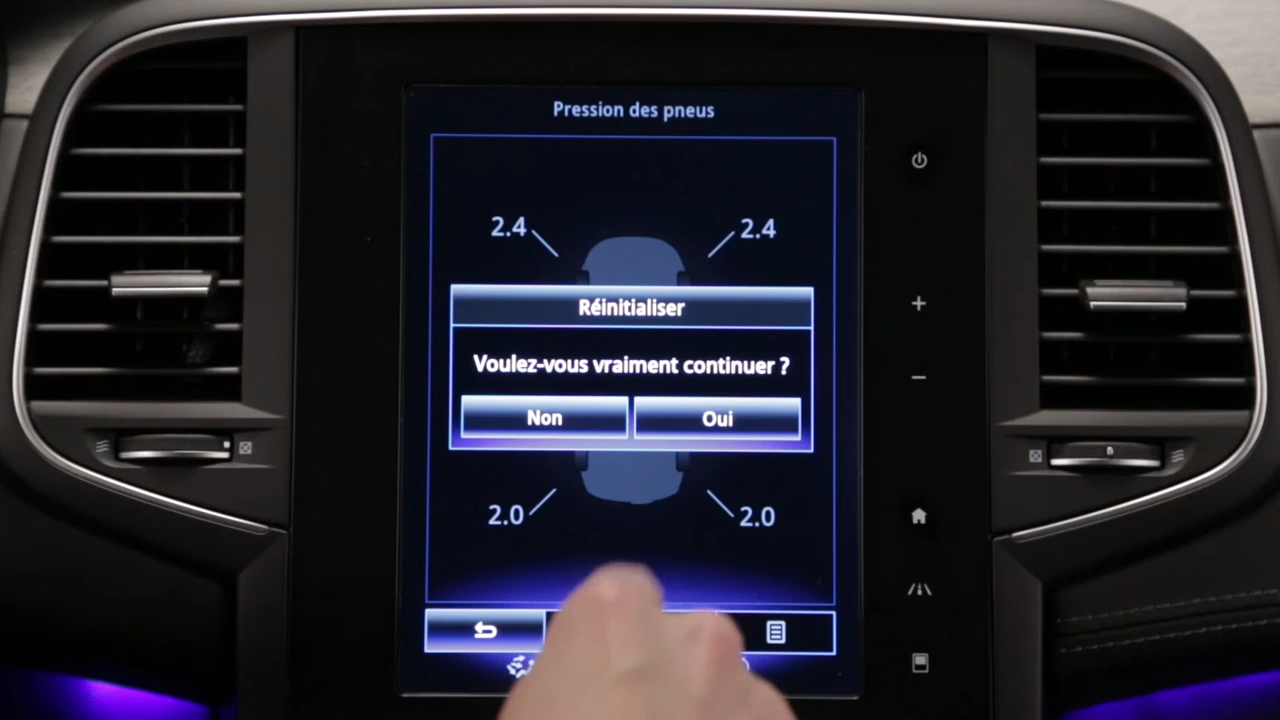 Pression des pneus
2.4 2.4
Réinitialiser
Voulez-vous vraiment continuer ?
Non Oui
2.0 2.0